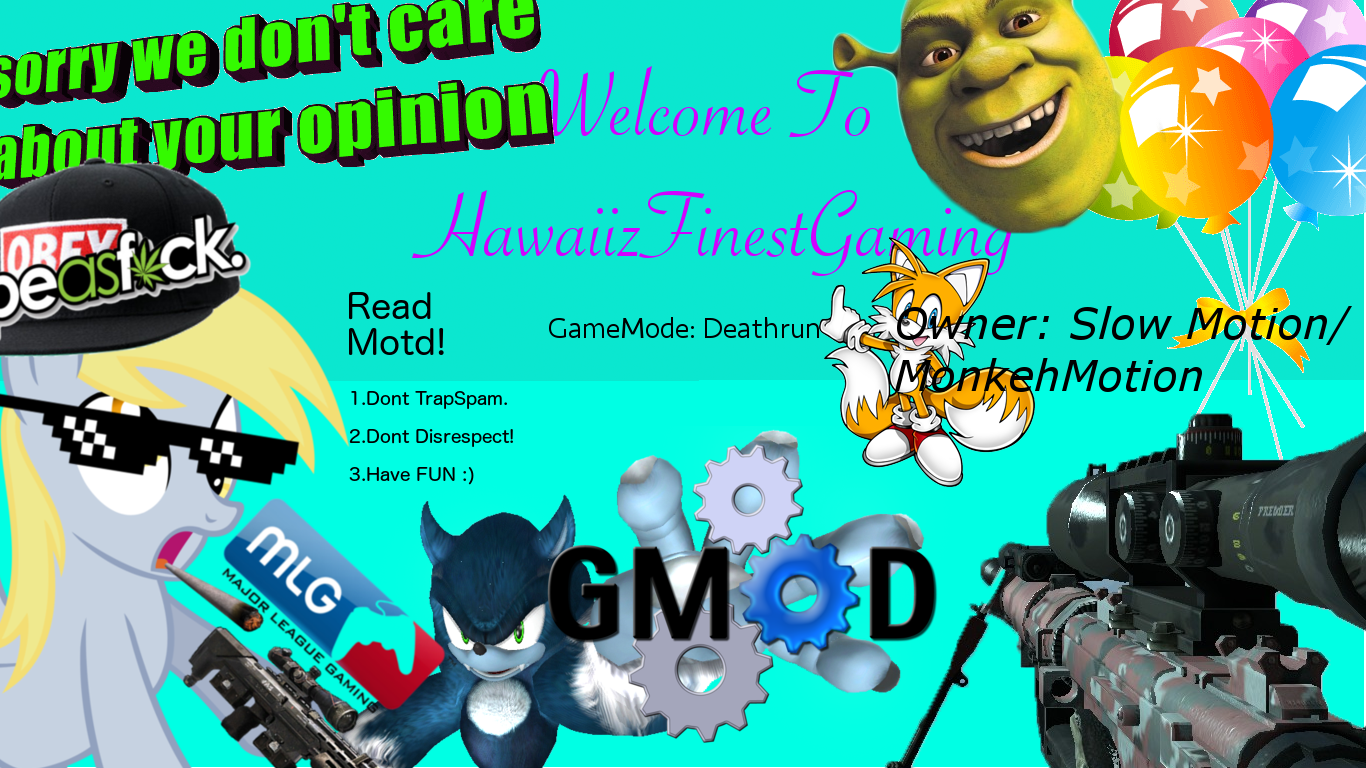 sorry we don't care
about your opinion
Welcome To
HawaiizFinestGaming
OBEY
beasf ck.
Read
Motd!
GameMode: Deathrun
Owner: Slow Motion/
MonkehMotion
1.Dont TrapSpam.
2.Dont Disrespect!
3.Have FUN :)
MLG
MAJOR LEAGUE GAMING
GMOD